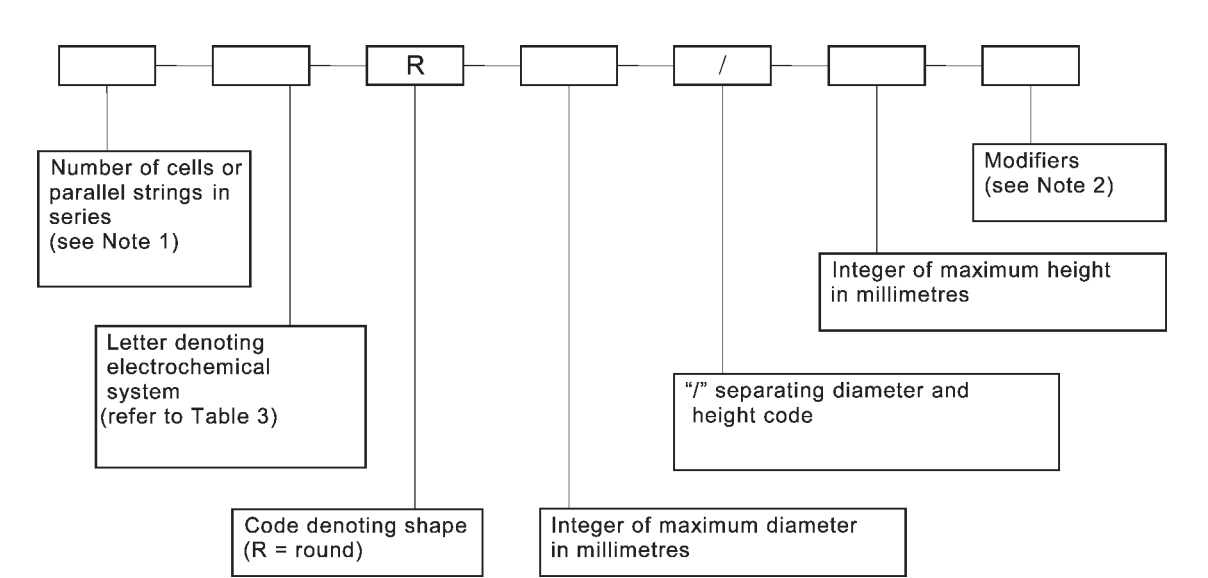 R
/
Number of cells or
parallel strings in
series
(see Note 1)
Modifiers
(see Note 2)
Integer of maximum height
in millimetres
Letter denoting
electrochemical
system
(refer to Table 3)
“/” separating diameter and
height code
Code denoting shape
(R = round)
Integer of maximum diameter
in millimetres